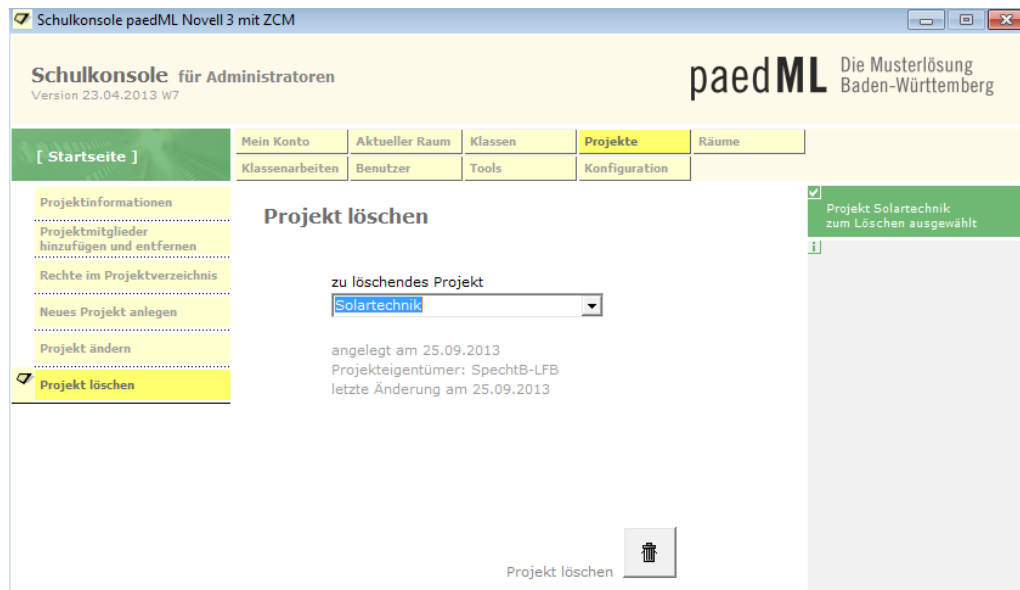 Schulkonsole paedML Novell 3 mit ZCM
Schulkonsole für Administratoren
Version 23.04.2013 W7
paedML Die Musterlösung
Baden-Württemberg
[ Startseite ]
Mein Konto Aktueller Raum Klassen Projekte Räume
Klassenarbeiten Benutzer Tools Konfiguration
Projektinformationen
Projektmitglieder
hinzufügen und entfernen
Rechte im Projektverzeichnis
Neues Projekt anlegen
Projekt ändern
Projekt löschen
Projekt löschen
zu löschendes Projekt
Solartechnik
angelegt am 25.09.2013
Projekteigentümer: SpechtB-LFB
letzte Änderung am 25.09.2013
Projekt löschen
Projekt Solartechnik
zum Löschen ausgewählt
i